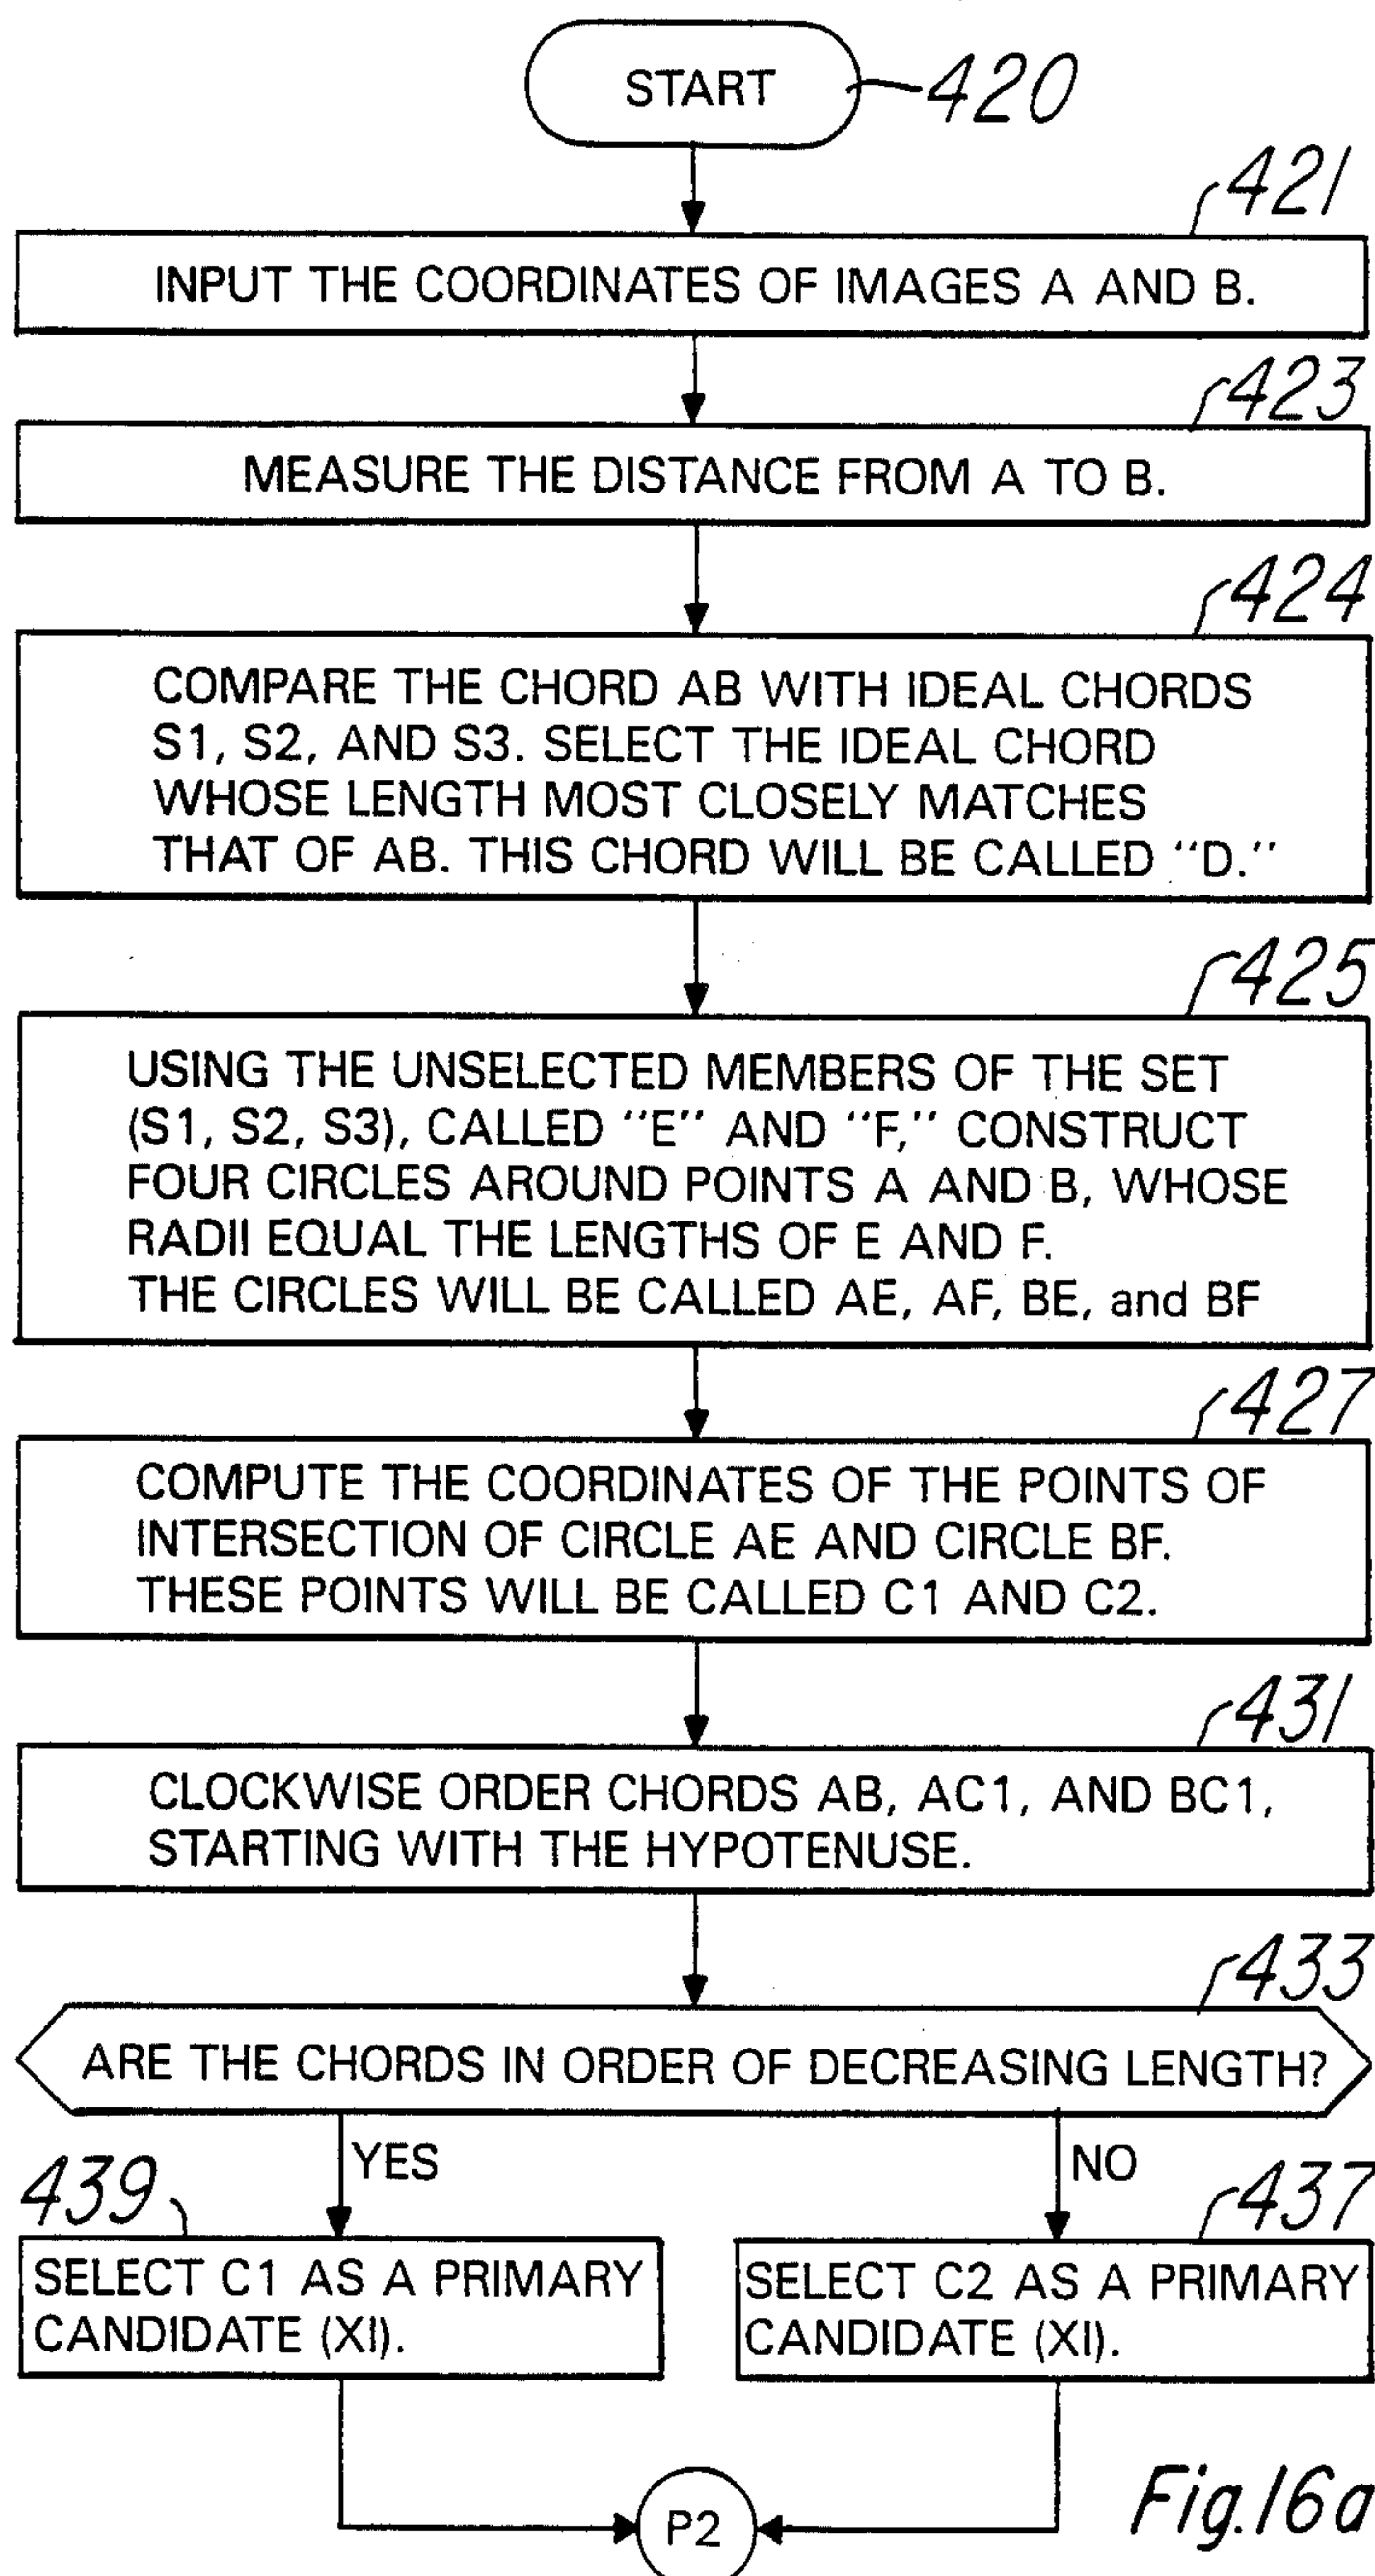 START
420
421
INPUT THE COORDINATES OF IMAGES A AND B.
423
MEASURE THE DISTANCE FROM A TO B.
424
COMPARE THE CHORD AB WITH IDEAL CHORDS
S1, S2, AND S3. SELECT THE IDEAL CHORD
WHOSE LENGTH MOST CLOSELY MATCHES
THAT OF AB. THIS CHORD WILL BE CALLED "D."
425
USING THE UNSELECTED MEMBERS OF THE SET
(S1, S2, S3), CALLED "E" AND "F," CONSTRUCT
FOUR CIRCLES AROUND POINTS A AND B, WHOSE
RADII EQUAL THE LENGTHS OF E AND F.
THE CIRCLES WILL BE CALLED AE, AF, BE, and BF
427
COMPUTE THE COORDINATES OF THE POINTS OF
INTERSECTION OF CIRCLE AE AND CIRCLE BF.
THESE POINTS WILL BE CALLED C1 AND C2.
431
CLOCKWISE ORDER CHORDS AB, AC1, AND BC1,
STARTING WITH THE HYPOTENUSE.
433
ARE THE CHORDS IN ORDER OF DECREASING LENGTH?
YES
NO
439
SELECT C1 AS A PRIMARY
CANDIDATE (XI).
437
SELECT C2 AS A PRIMARY
CANDIDATE (XI).
P2
Fig.16a